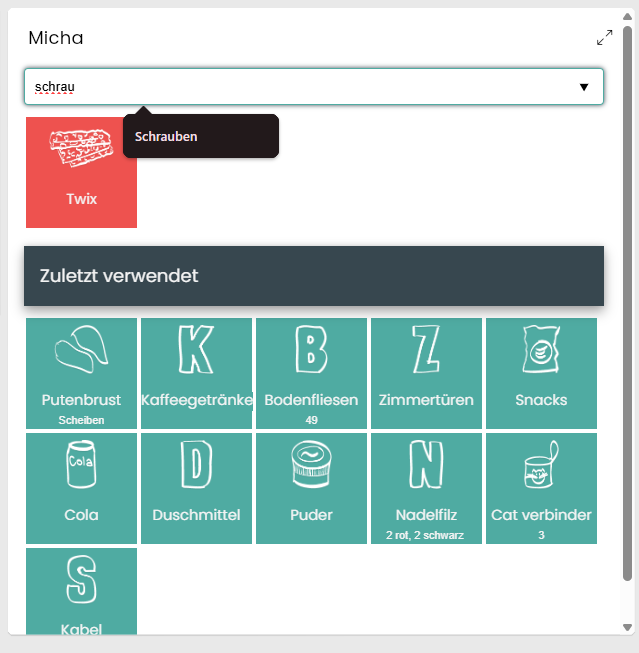 Micha
schrau
Schrauben
Twix
Zuletzt verwendet
K
B
Z
Putenbrust
Kaffeegetränke
Bodenfliesen
Zimmertüren
Snacks
Scheiben
49
Cola
D
N
Cola
Duschmittel
Puder
Nadelfilz
Cat verbinder
2 rot, 2 schwarz
3
S
Kabel